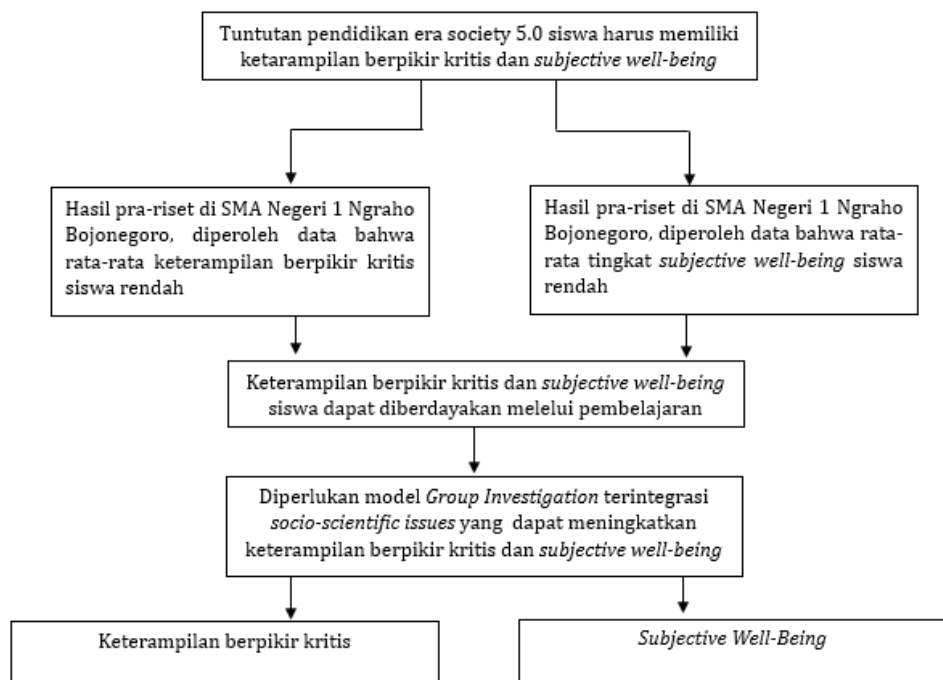 Tuntutan pendidikan era society 5.0 siswa harus memiliki
ketarampilan berpikir kritis dan subjective well-being
Hasil pra-riset di SMA Negeri 1 Ngraho
Bojonegoro, diperoleh data bahwa
rata-rata keterampilan berpikir kritis
siswa rendah
Hasil pra-riset di SMA Negeri 1 Ngraho
Bojonegoro, diperoleh data bahwa rata-
rata tingkat subjective well-being siswa
rendah
Keterampilan berpikir kritis dan subjective well-being
siswa dapat diberdayakan melelui pembelajaran
Diperlukan model Group Investigation terintegrasi
socio-scientific issues yang dapat meningkatkan
keterampilan berpikir kritis dan subjective well-being
Keterampilan berpikir kritis
Subjective Well-Being